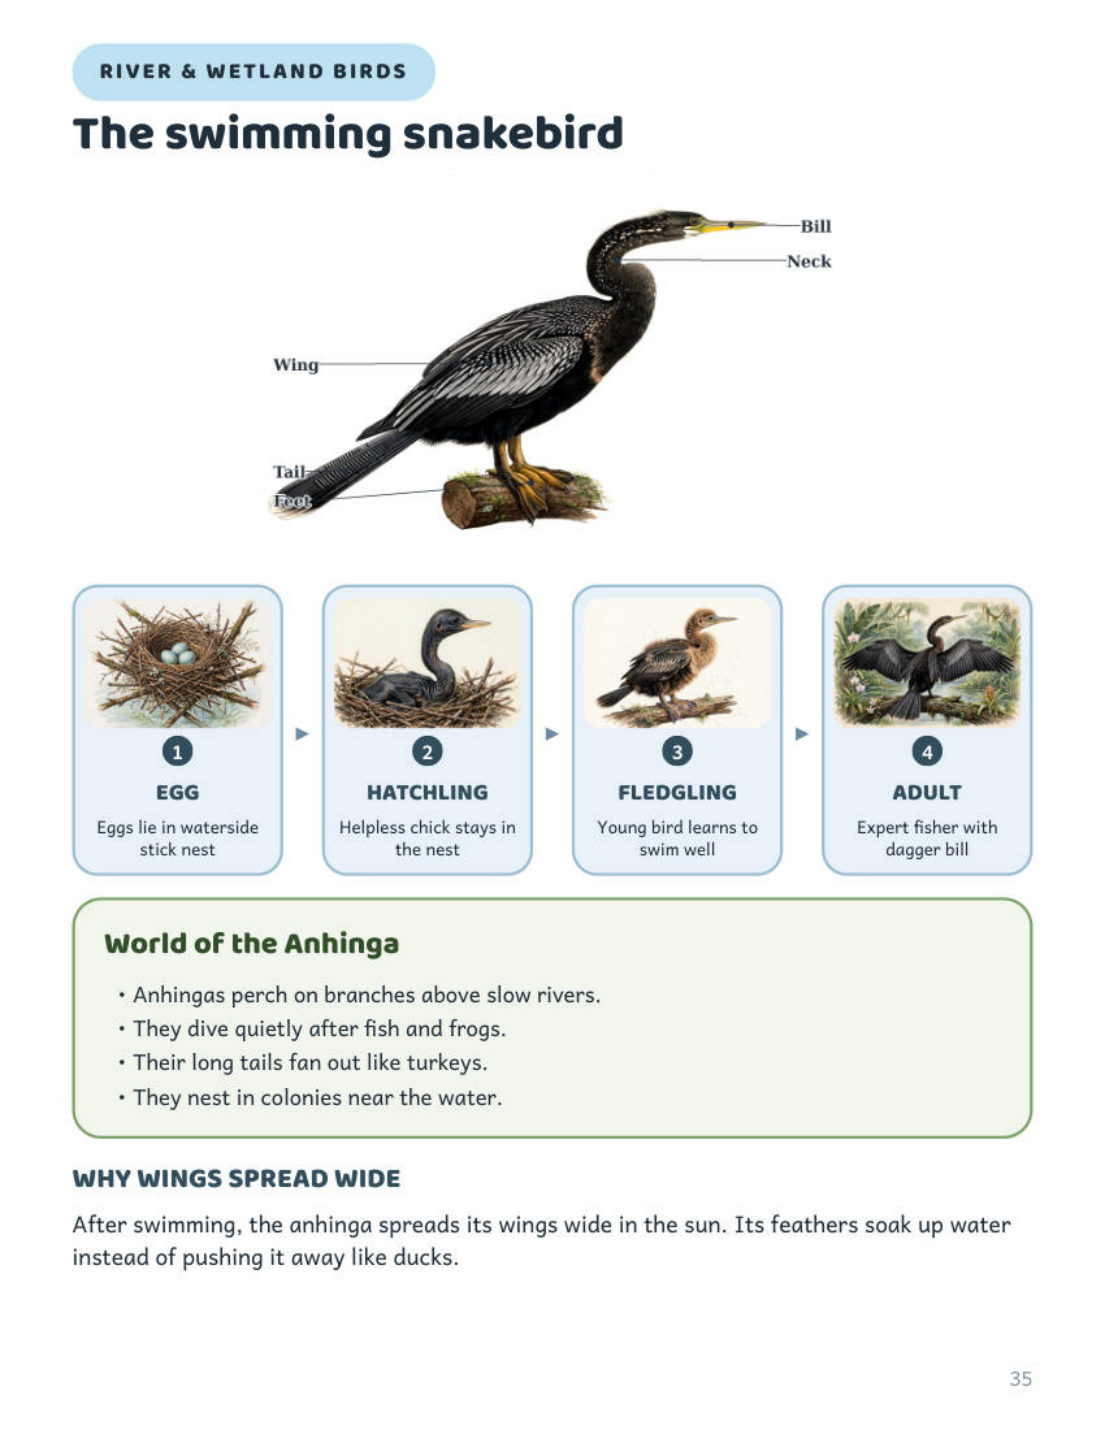 RIVER & WETLAND BIRDS
The swimming snakebird
Bill
Neck
Wing
Tail
Feet
1
EGG
Eggs lie in waterside
stick nest
2
HATCHLING
Helpless chick stays in
the nest
3
FLEDGLING
Young bird learns to
swim well
4
ADULT
Expert fisher with
dagger bill
World of the Anhinga
• Anhingas perch on branches above slow rivers.
• They dive quietly after fish and frogs.
• Their long tails fan out like turkeys.
• They nest in colonies near the water.
WHY WINGS SPREAD WIDE
After swimming, the anhinga spreads its wings wide in the sun. Its feathers soak up water
instead of pushing it away like ducks.
35